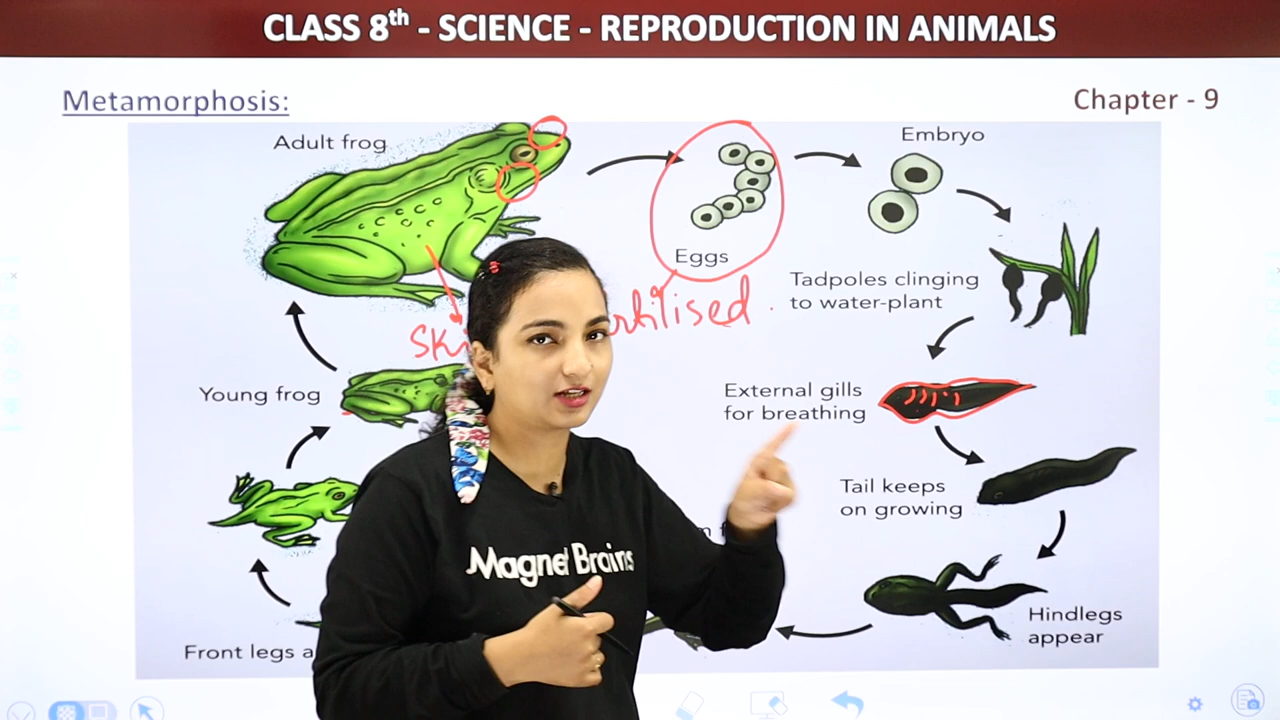 CLASS 8th - SCIENCE - REPRODUCTION IN ANIMALS
Metamorphosis:
Chapter - 9
Adult frog
Embryo
Eggs
Tadpoles clinging
to water-plant
External gills
for breathing
Young frog
Tail keeps
on growing
Magnet Brains
Hindlegs
appear
Front legs